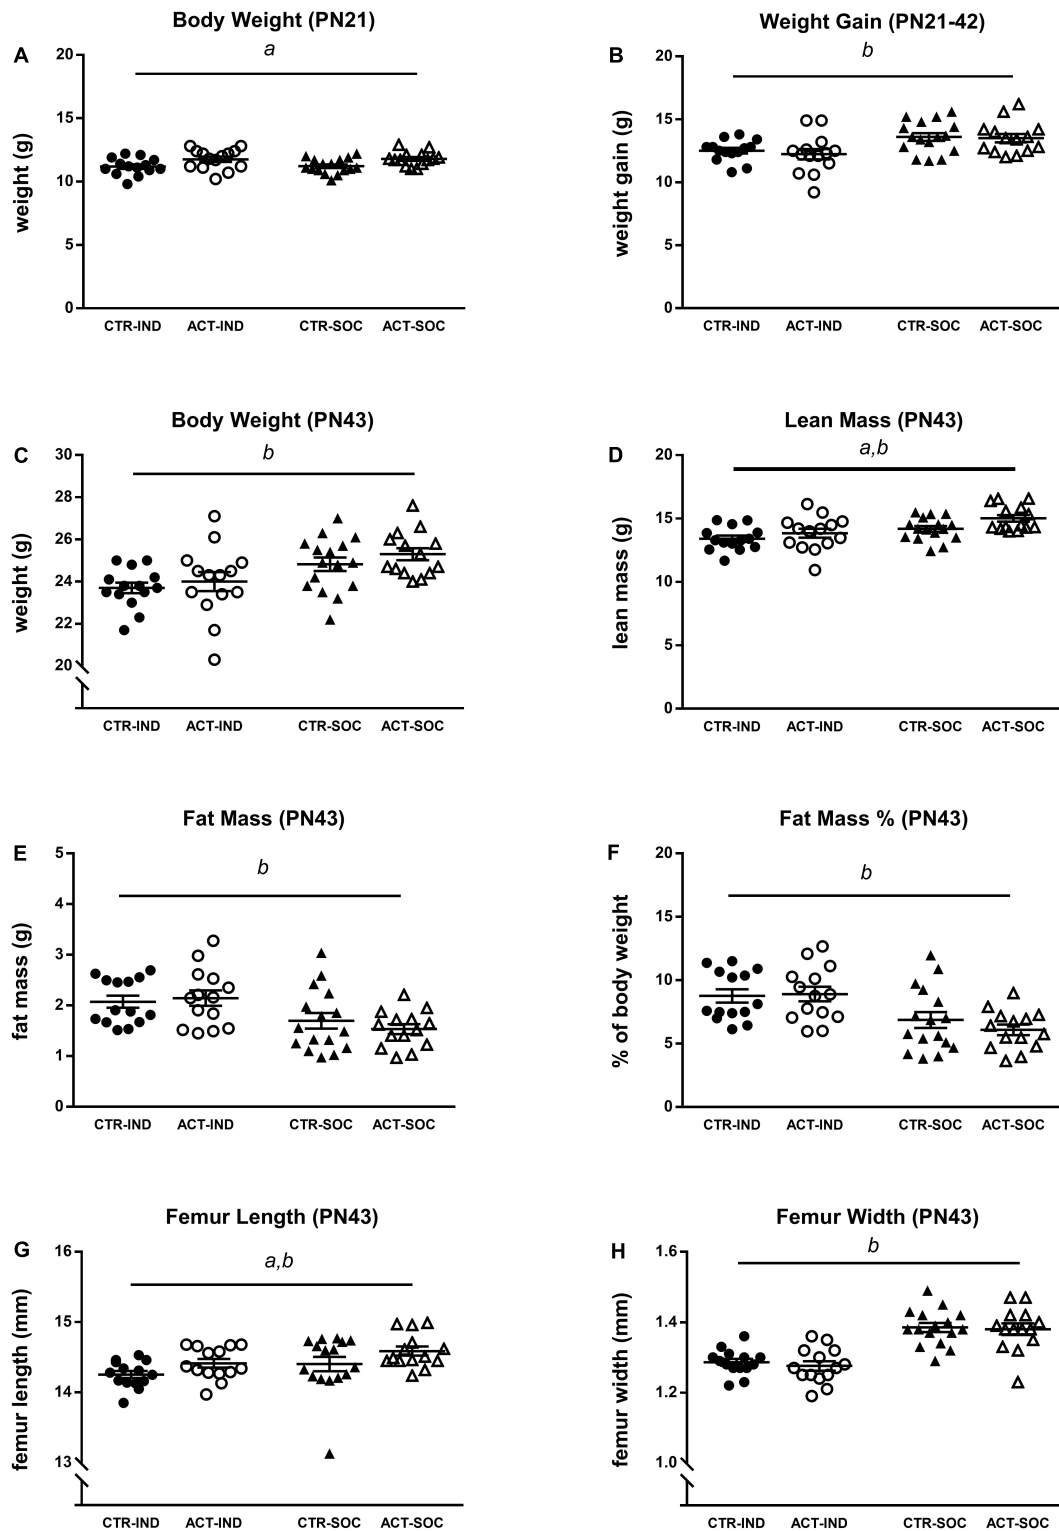 Body Weight (PN21)
A
a
20
15
10
5
0
weight (g)
CTR-IND ACT-IND CTR-SOC ACT-SOC
Weight Gain (PN21-42)
B
b
20
15
10
5
0
weight gain (g)
CTR-IND ACT-IND CTR-SOC ACT-SOC
Body Weight (PN43)
C
b
30
28
26
24
22
20
weight (g)
CTR-IND ACT-IND CTR-SOC ACT-SOC
Lean Mass (PN43)
D
a,b
20
15
10
5
0
lean mass (g)
CTR-IND ACT-IND CTR-SOC ACT-SOC
Fat Mass (PN43)
E
b
5
4
3
2
1
0
fat mass (g)
CTR-IND ACT-IND CTR-SOC ACT-SOC
Fat Mass % (PN43)
F
b
20
15
10
5
0
% of body weight
CTR-IND ACT-IND CTR-SOC ACT-SOC
Femur Length (PN43)
G
a,b
16
15
14
13
femur length (mm)
CTR-IND ACT-IND CTR-SOC ACT-SOC
Femur Width (PN43)
H
b
1.6
1.4
1.2
1.0
femur width (mm)
CTR-IND ACT-IND CTR-SOC ACT-SOC